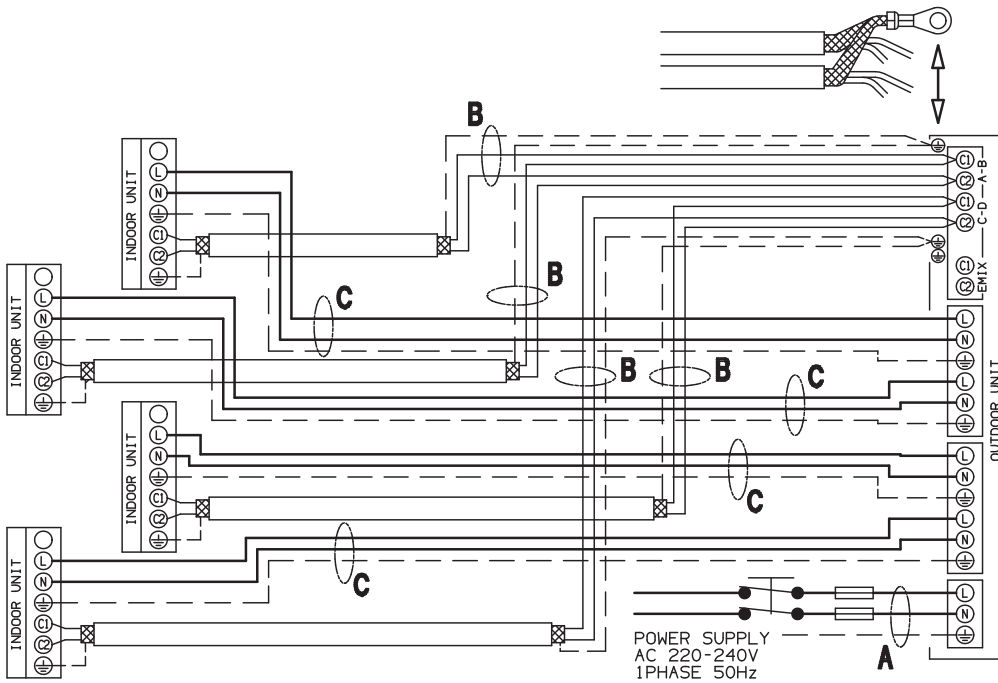 B
INDOOR UNIT
L
N
C1
C2
C1
C2
C1
C2
A-B
C-D
C1
C2
EMIX
INDOOR UNIT
L
N
C1
C2
B
C
L
N
L
N
OUTDOOR UNIT
B
B
C
INDOOR UNIT
L
N
C1
C2
C
L
N
L
N
INDOOR UNIT
L
N
C1
C2
C
L
N
A
POWER SUPPLY
AC 220-240V
1PHASE 50Hz